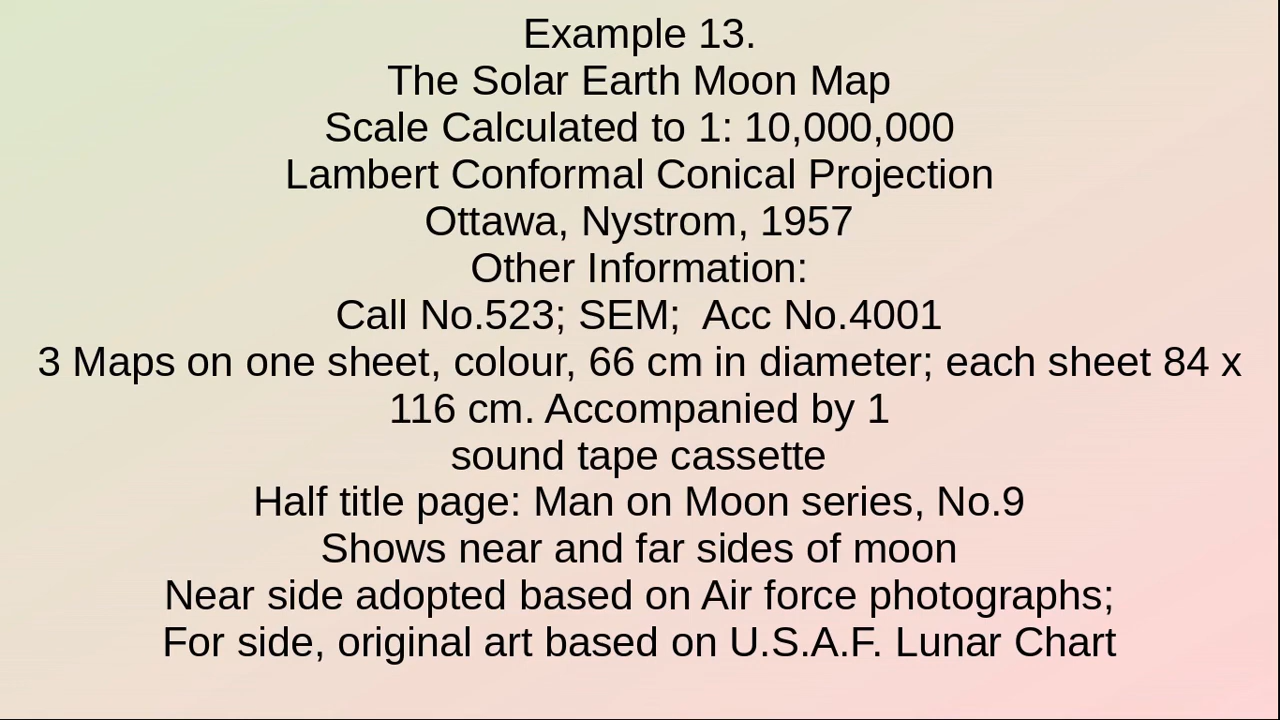 Example 13.
The Solar Earth Moon Map
Scale Calculated to 1: 10,000,000
Lambert Conformal Conical Projection
Ottawa, Nystrom, 1957
Other Information:
Call No.523; SEM;  Acc No.4001
3 Maps on one sheet, colour, 66 cm in diameter; each sheet 84 x
116 cm. Accompanied by 1
sound tape cassette
Half title page: Man on Moon series, No.9
Shows near and far sides of moon
Near side adopted based on Air force photographs;
For side, original art based on U.S.A.F. Lunar Chart